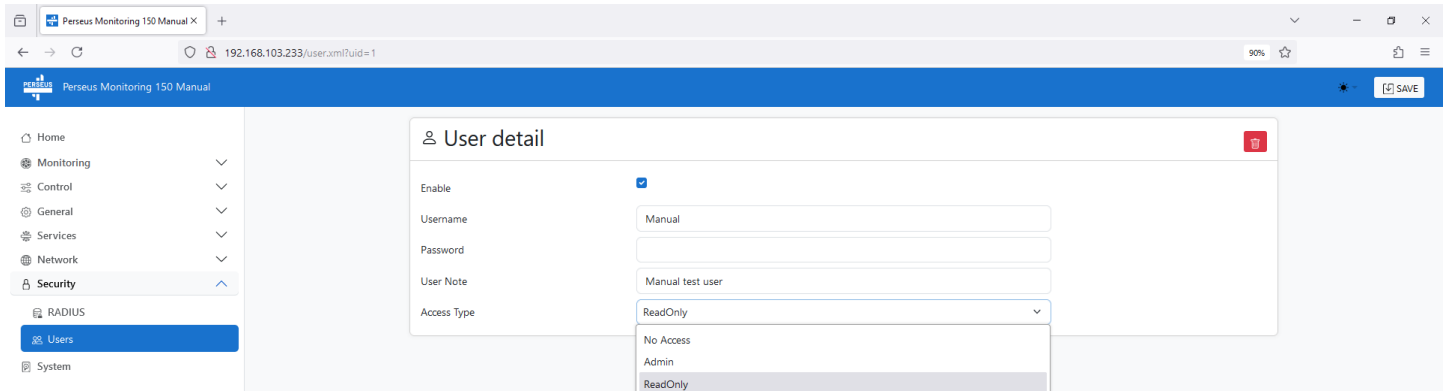 Perseus Monitoring 150 Manual
192.168.103.233/user.xml?uid=1
90%
PERSEUS
Perseus Monitoring 150 Manual
SAVE
Home
Monitoring
Control
General
Services
Network
Security
RADIUS
Users
System
User detail
Enable
Username
Manual
Password
User Note
Manual test user
Access Type
ReadOnly
No Access
Admin
ReadOnly